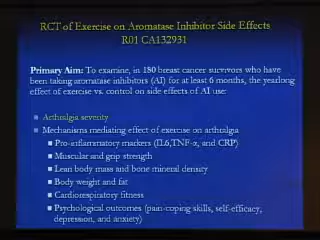 RCT of Exercise on Aromatase Inhibitor Side Effects
R01 CA132931
Primary Aim: To examine, in 180 breast cancer survivors who have
been taking aromatase inhibitors (AI) for at least 6 months, the yearlong
effect of exercise vs. control on side effects of AI use:
Arthralgia severity
Mechanisms mediating effect of exercise on arthralgia
Pro-inflammatory markers (IL6,TNF-α, and CRP)
Muscular and grip strength
Lean body mass and bone mineral density
Body weight and fat
Cardiorespiratory fitness
Psychological outcomes (pain-coping skills, self-efficacy,
depression, and anxiety)